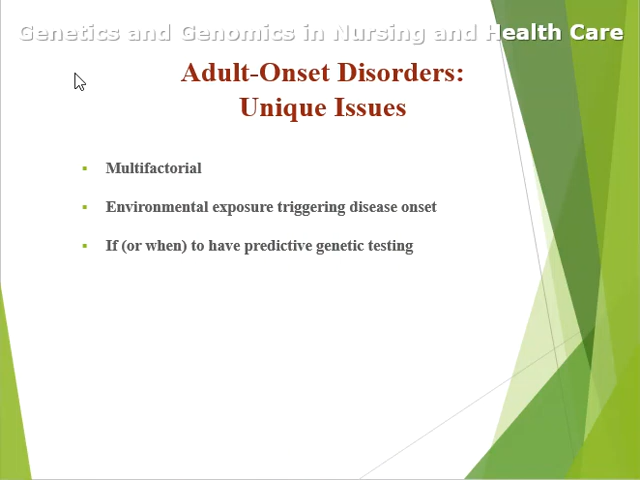 Genetics and Genomics in Nursing and Health Care
Adult-Onset Disorders:
Unique Issues
Multifactorial
Environmental exposure triggering disease onset
If (or when) to have predictive genetic testing